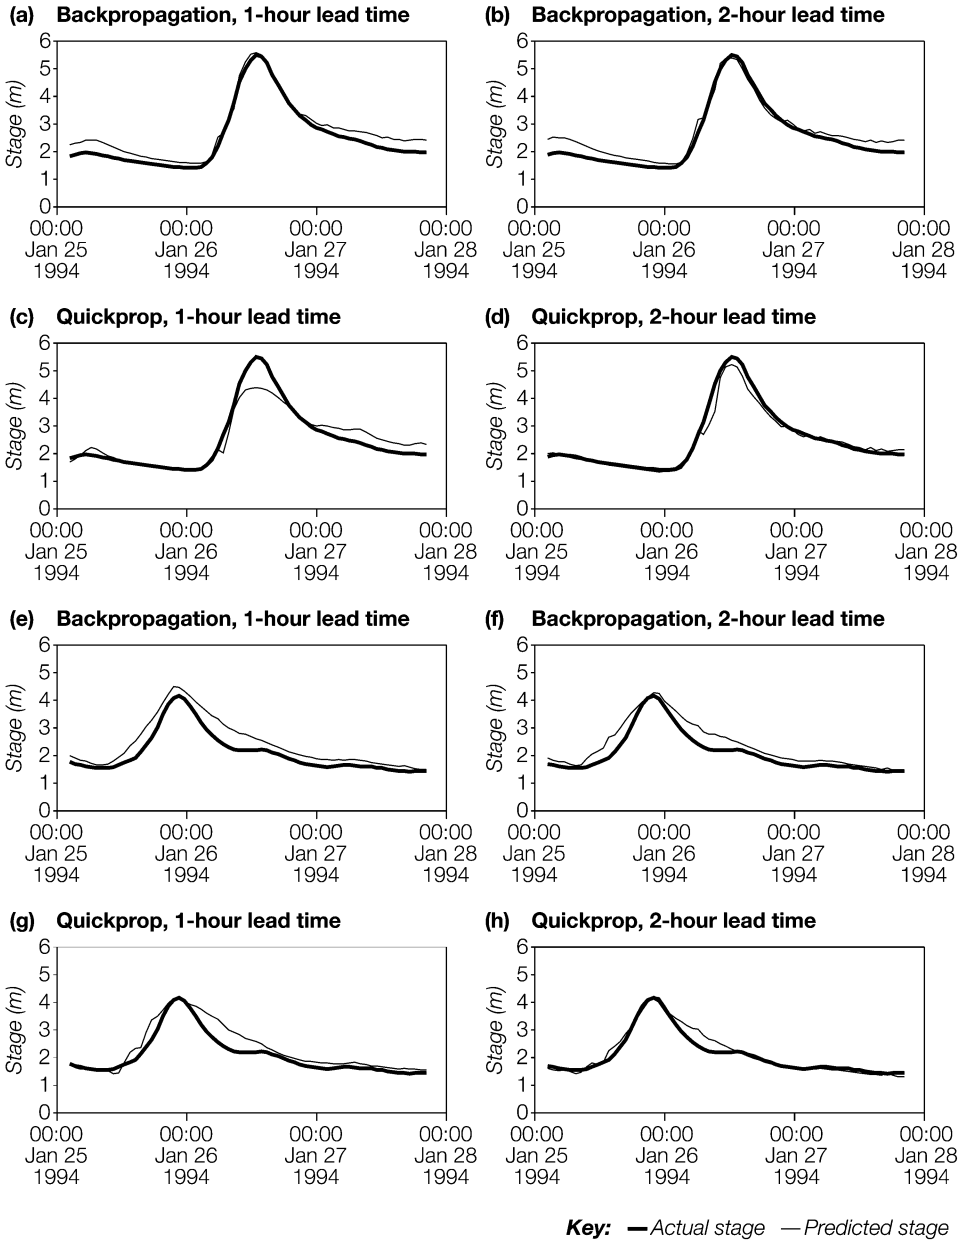 (a) Backpropagation, 1-hour lead time
6
5
4
3
2
1
0
Stage (m)
00:00 00:00 00:00 00:00
Jan 25 Jan 26 Jan 27 Jan 28
1994 1994 1994 1994
(b) Backpropagation, 2-hour lead time
6
5
4
3
2
1
0
Stage (m)
00:00 00:00 00:00 00:00
Jan 25 Jan 26 Jan 27 Jan 28
1994 1994 1994 1994
(c) Quickprop, 1-hour lead time
6
5
4
3
2
1
0
Stage (m)
00:00 00:00 00:00 00:00
Jan 25 Jan 26 Jan 27 Jan 28
1994 1994 1994 1994
(d) Quickprop, 2-hour lead time
6
5
4
3
2
1
0
Stage (m)
00:00 00:00 00:00 00:00
Jan 25 Jan 26 Jan 27 Jan 28
1994 1994 1994 1994
(e) Backpropagation, 1-hour lead time
6
5
4
3
2
1
0
Stage (m)
00:00 00:00 00:00 00:00
Jan 25 Jan 26 Jan 27 Jan 28
1994 1994 1994 1994
(f) Backpropagation, 2-hour lead time
6
5
4
3
2
1
0
Stage (m)
00:00 00:00 00:00 00:00
Jan 25 Jan 26 Jan 27 Jan 28
1994 1994 1994 1994
(g) Quickprop, 1-hour lead time
6
5
4
3
2
1
0
Stage (m)
00:00 00:00 00:00 00:00
Jan 25 Jan 26 Jan 27 Jan 28
1994 1994 1994 1994
(h) Quickprop, 2-hour lead time
6
5
4
3
2
1
0
Stage (m)
00:00 00:00 00:00 00:00
Jan 25 Jan 26 Jan 27 Jan 28
1994 1994 1994 1994
Key: Actual stage Predicted stage